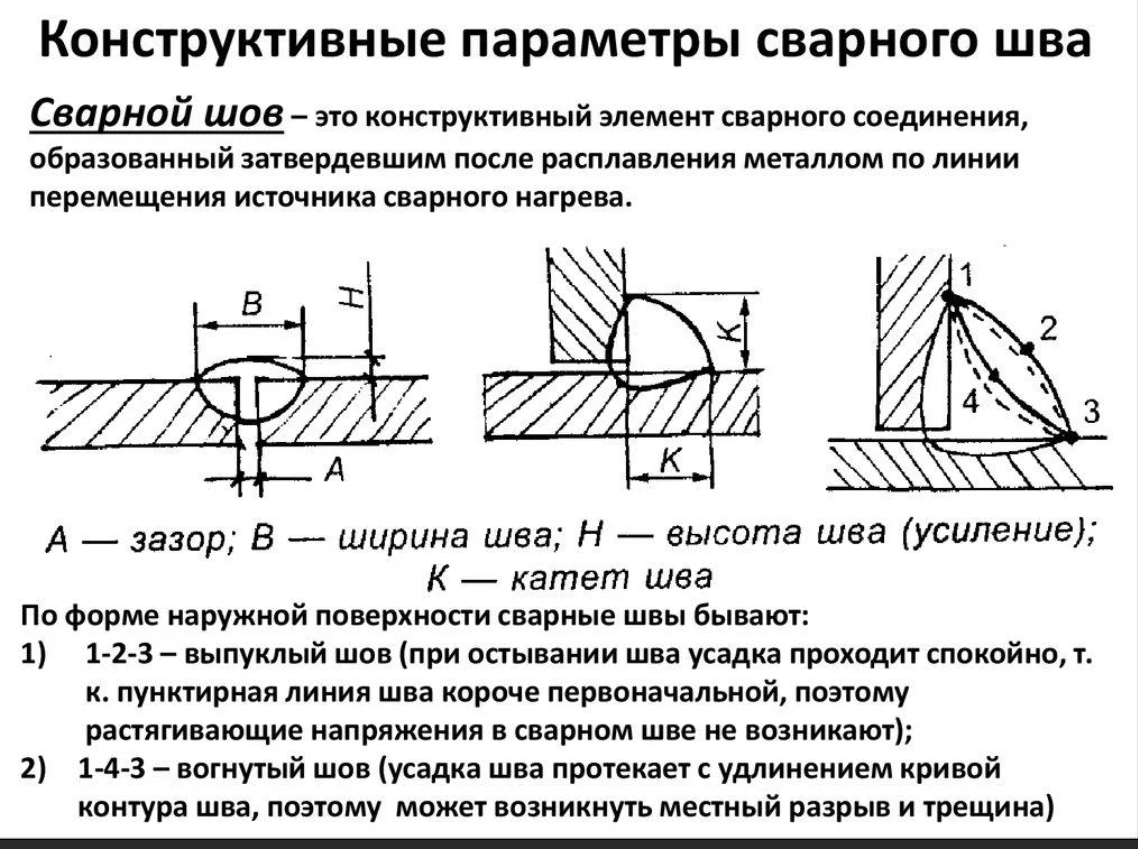 Конструктивные параметры сварного шва
Сварной шов – это конструктивный элемент сварного соединения,
образованный затвердевшим после расплавления металлом по линии
перемещения источника сварного нагрева.
В
Н
А
К
К
1
2
3
4
А — зазор; В — ширина шва; Н — высота шва (усиление);
К — катет шва
По форме наружной поверхности сварные швы бывают:
1) 1-2-3 – выпуклый шов (при остывании шва усадка проходит спокойно, т.
к. пунктирная линия шва короче первоначальной, поэтому
растягивающие напряжения в сварном шве не возникают);
2) 1-4-3 – вогнутый шов (усадка шва протекает с удлинением кривой
контура шва, поэтому может возникнуть местный разрыв и трещина)